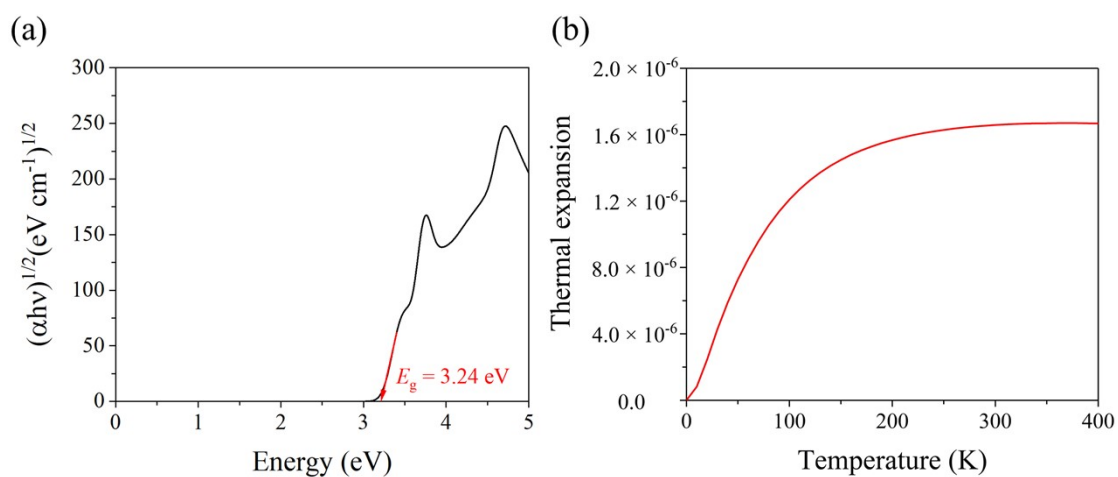 (a)
300
250
200
150
100
50
0
(αhν)^1/2(eV cm^-1)^1/2
E_g = 3.24 eV
0 1 2 3 4 5
Energy (eV)
(b)
2.0 × 10^-6
1.6 × 10^-6
1.2 × 10^-6
8.0 × 10^-6
4.0 × 10^-6
0.0
Thermal expansion
0 100 200 300 400
Temperature (K)